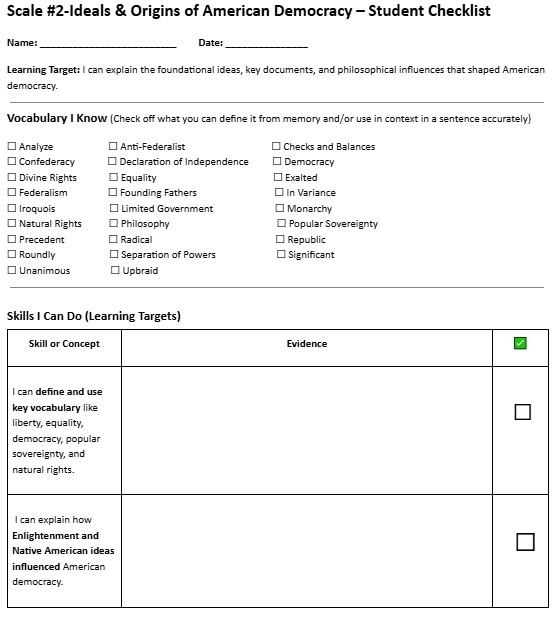 Scale #2-Ideals & Origins of American Democracy – Student Checklist
Name: __________________________ Date: ________________
Learning Target: I can explain the foundational ideas, key documents, and philosophical influences that shaped American
democracy.
Vocabulary I Know (Check off what you can define it from memory and/or use in context in a sentence accurately)
☐ Analyze ☐ Anti-Federalist ☐ Checks and Balances
☐ Confederacy ☐ Declaration of Independence ☐ Democracy
☐ Divine Rights ☐ Equality ☐ Exalted
☐ Federalism ☐ Founding Fathers ☐ In Variance
☐ Iroquois ☐ Limited Government ☐ Monarchy
☐ Natural Rights ☐ Philosophy ☐ Popular Sovereignty
☐ Precedent ☐ Radical ☐ Republic
☐ Roundly ☐ Separation of Powers ☐ Significant
☐ Unanimous ☐ Upbraid
Skills I Can Do (Learning Targets)
Skill or Concept Evidence ✅
I can define and use
key vocabulary like
liberty, equality,
democracy, popular
sovereignty, and
natural rights.
☐
I can explain how
Enlightenment and
Native American ideas
influenced American
democracy.
☐